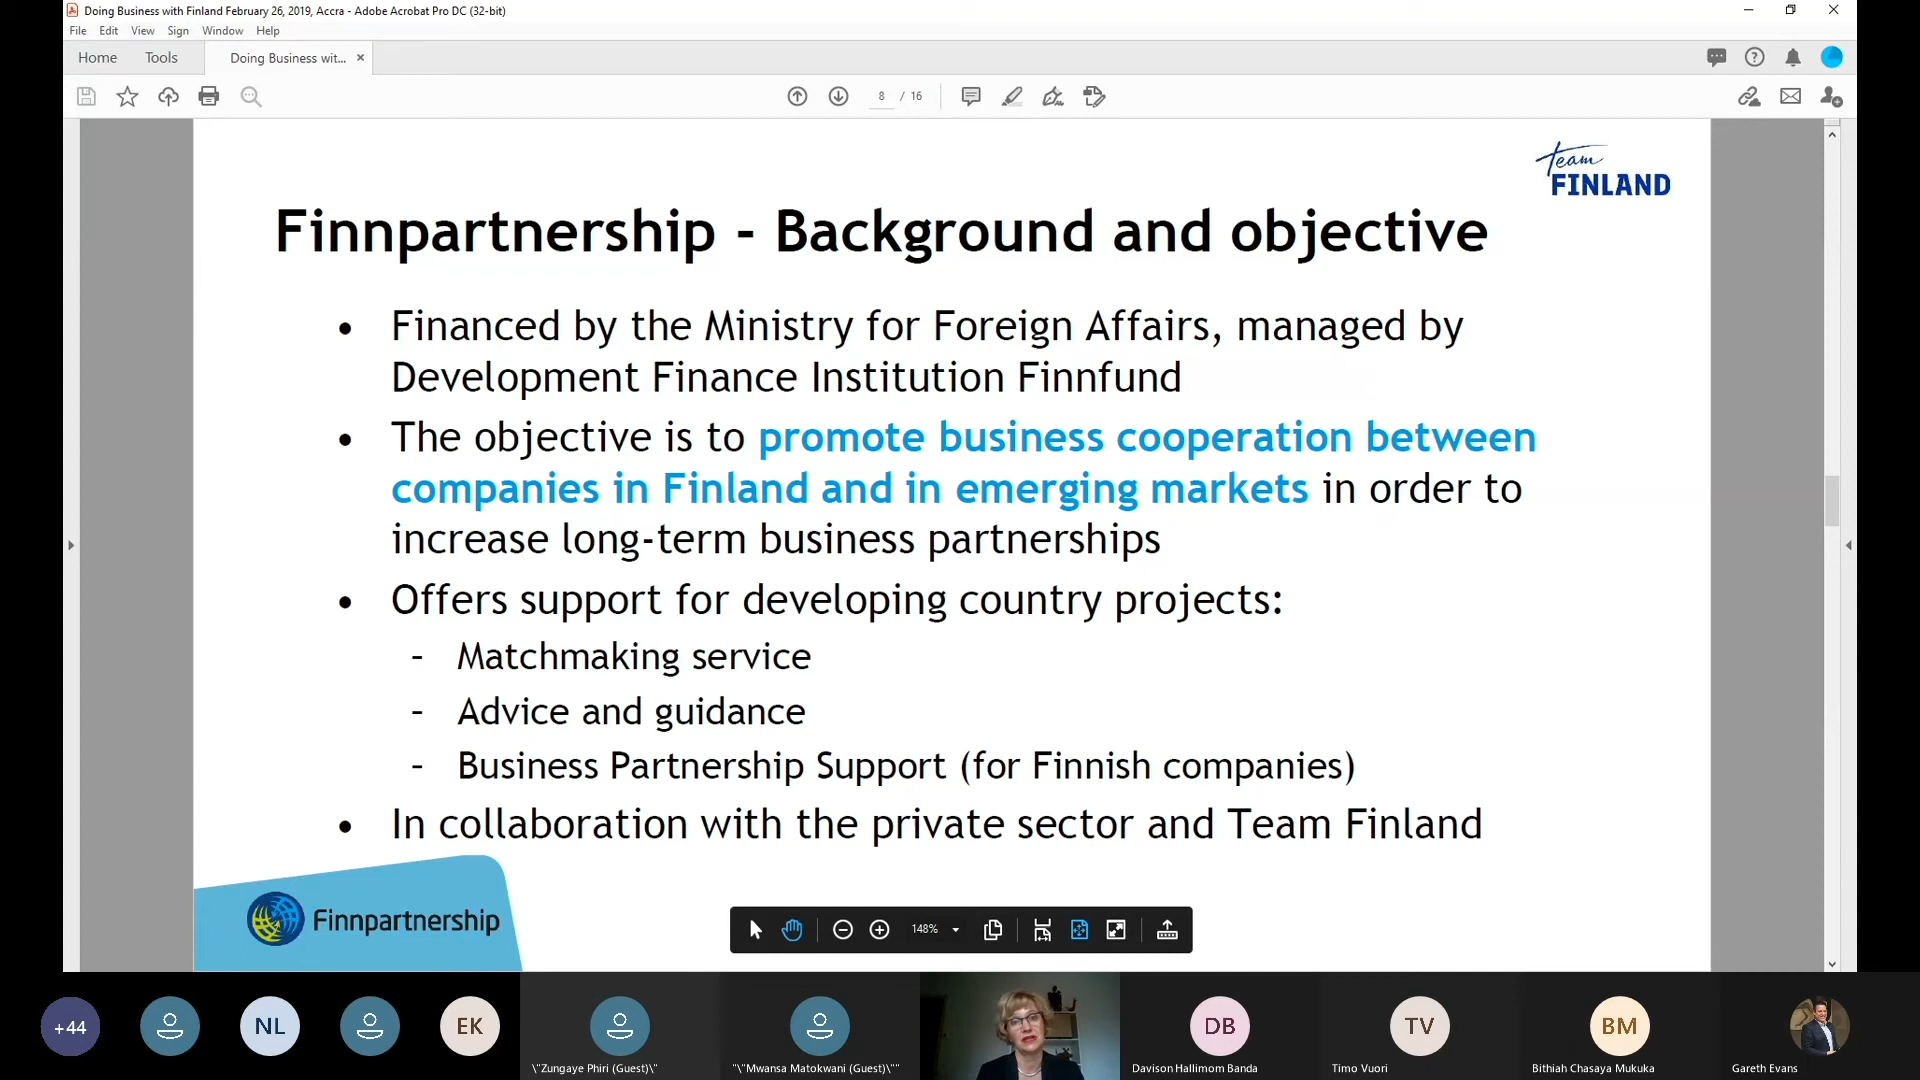 Doing Business with Finland February 26, 2019, Accra - Adobe Acrobat Pro DC (32-bit)
File Edit View Sign Window Help
Home Tools Doing Business wit... ×
8 / 16
team
FINLAND
Finnpartnership - Background and objective
• Financed by the Ministry for Foreign Affairs, managed by
Development Finance Institution Finnfund
• The objective is to promote business cooperation between
companies in Finland and in emerging markets in order to
increase long-term business partnerships
• Offers support for developing country projects:
- Matchmaking service
- Advice and guidance
- Business Partnership Support (for Finnish companies)
• In collaboration with the private sector and Team Finland
Finnpartnership
148%
+44 NL EK DB TV BM
\"Zungaye Phiri (Guest)\" "\"Mwansa Matokwani (Guest)\"" Davison Hallimom Banda Timo Vuori Bithiah Chasaya Mukuka Gareth Evans